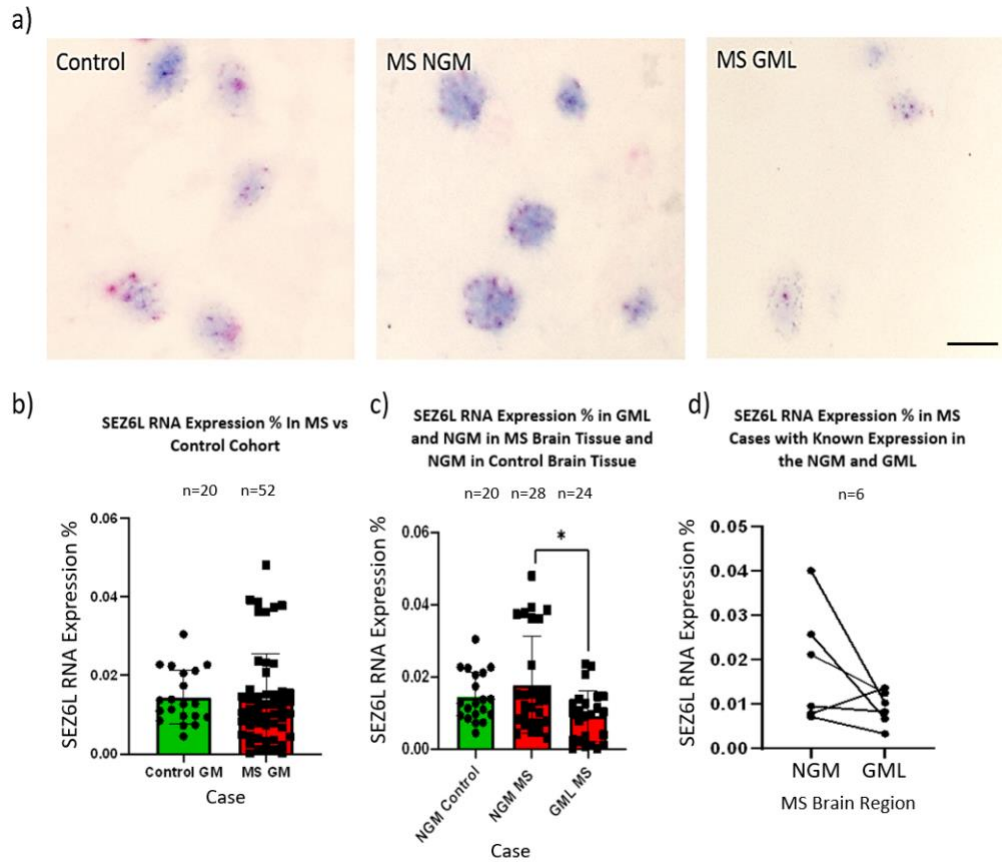 a)
Control
MS NGM
MS GML
b)
SEZ6L RNA Expression % In MS vs
Control Cohort
n=20 n=52
SEZ6L RNA Expression %
0.06
0.04
0.02
0.00
Control GM MS GM
Case
c)
SEZ6L RNA Expression % in GML
and NGM in MS Brain Tissue and
NGM in Control Brain Tissue
n=20 n=28 n=24
SEZ6L RNA Expression %
0.06
0.04
0.02
0.00
*
NGM Control
NGM MS
GML MS
Case
d)
SEZ6L RNA Expression % in MS
Cases with Known Expression in
the NGM and GML
n=6
SEZ6L RNA Expression %
0.05
0.04
0.03
0.02
0.01
0.00
NGM GML
MS Brain Region